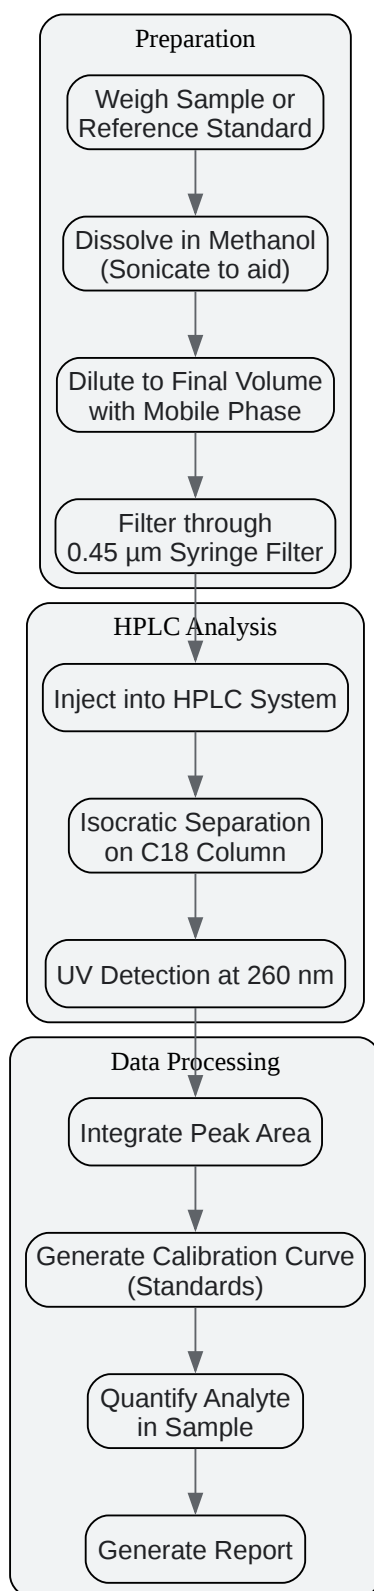 Preparation
Weigh Sample or
Reference Standard
Dissolve in Methanol
(Sonicate to aid)
Dilute to Final Volume
with Mobile Phase
Filter through
0.45 µm Syringe Filter
HPLC Analysis
Inject into HPLC System
Isocratic Separation
on C18 Column
UV Detection at 260 nm
Data Processing
Integrate Peak Area
Generate Calibration Curve
(Standards)
Quantify Analyte
in Sample
Generate Report